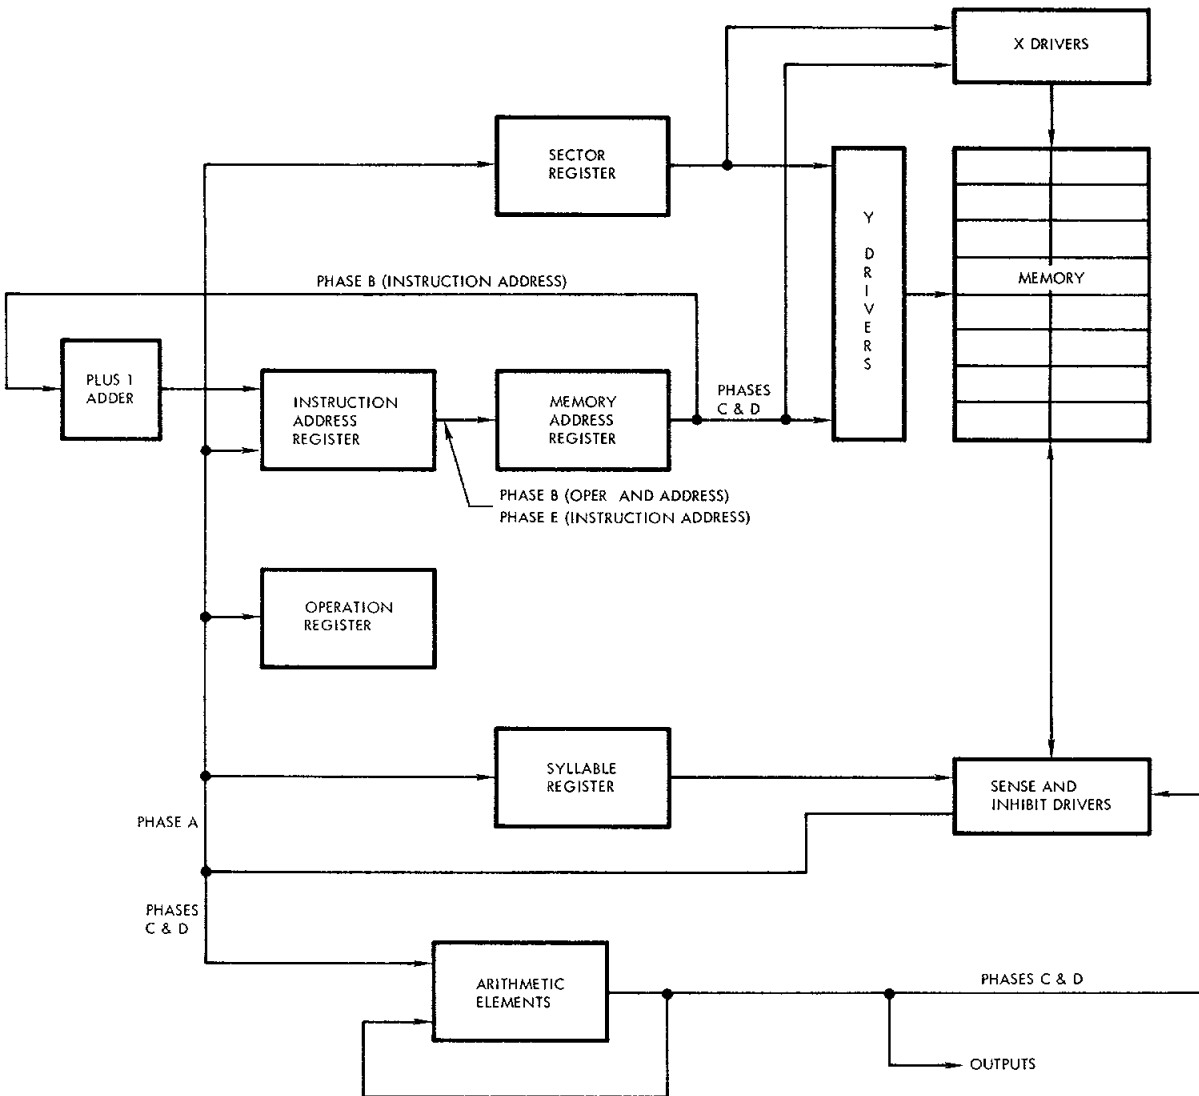 X DRIVERS
SECTOR
REGISTER
Y DRIVERS
MEMORY
PHASE B (INSTRUCTION ADDRESS)
PLUS 1
ADDER
INSTRUCTION
ADDRESS
REGISTER
MEMORY
ADDRESS
REGISTER
PHASES
C & D
PHASE B (OPER AND ADDRESS)
PHASE E (INSTRUCTION ADDRESS)
OPERATION
REGISTER
SYLLABLE
REGISTER
SENSE AND
INHIBIT DRIVERS
PHASE A
PHASES
C & D
ARITHMETIC
ELEMENTS
PHASES C & D
OUTPUTS